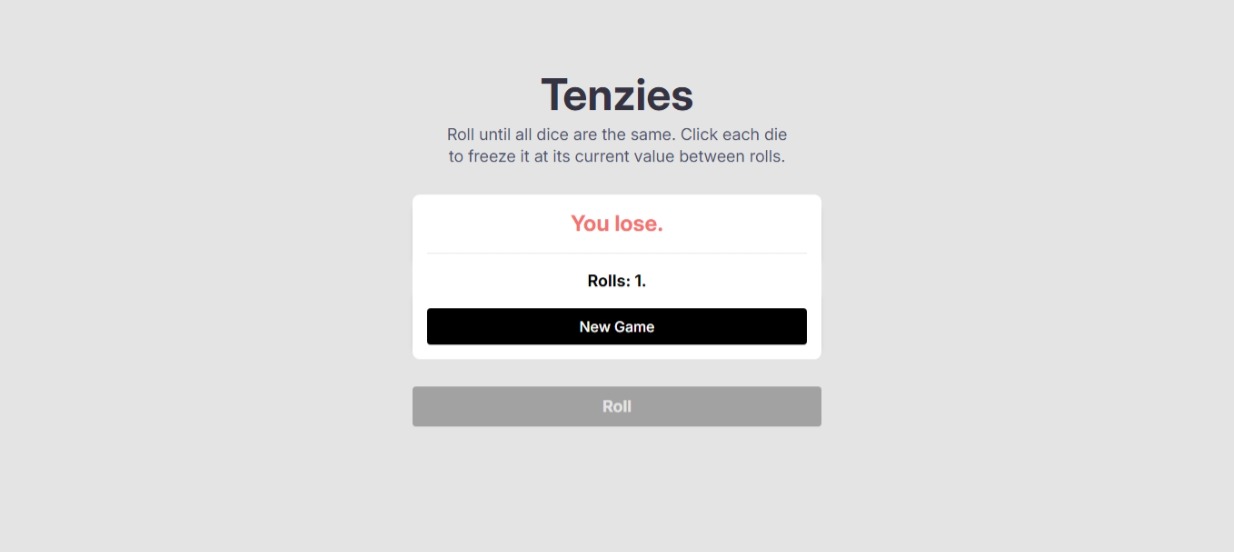 Tenzies
Roll until all dice are the same. Click each die
to freeze it at its current value between rolls.
You lose.
Rolls: 1.
New Game
Roll